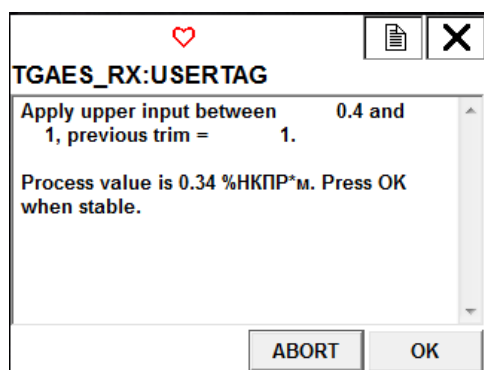 TGAES_RX:USERTAG
Apply upper input between 0.4 and
1, previous trim = 1.
Process value is 0.34 %НКПР*м. Press OK
when stable.
ABORT OK